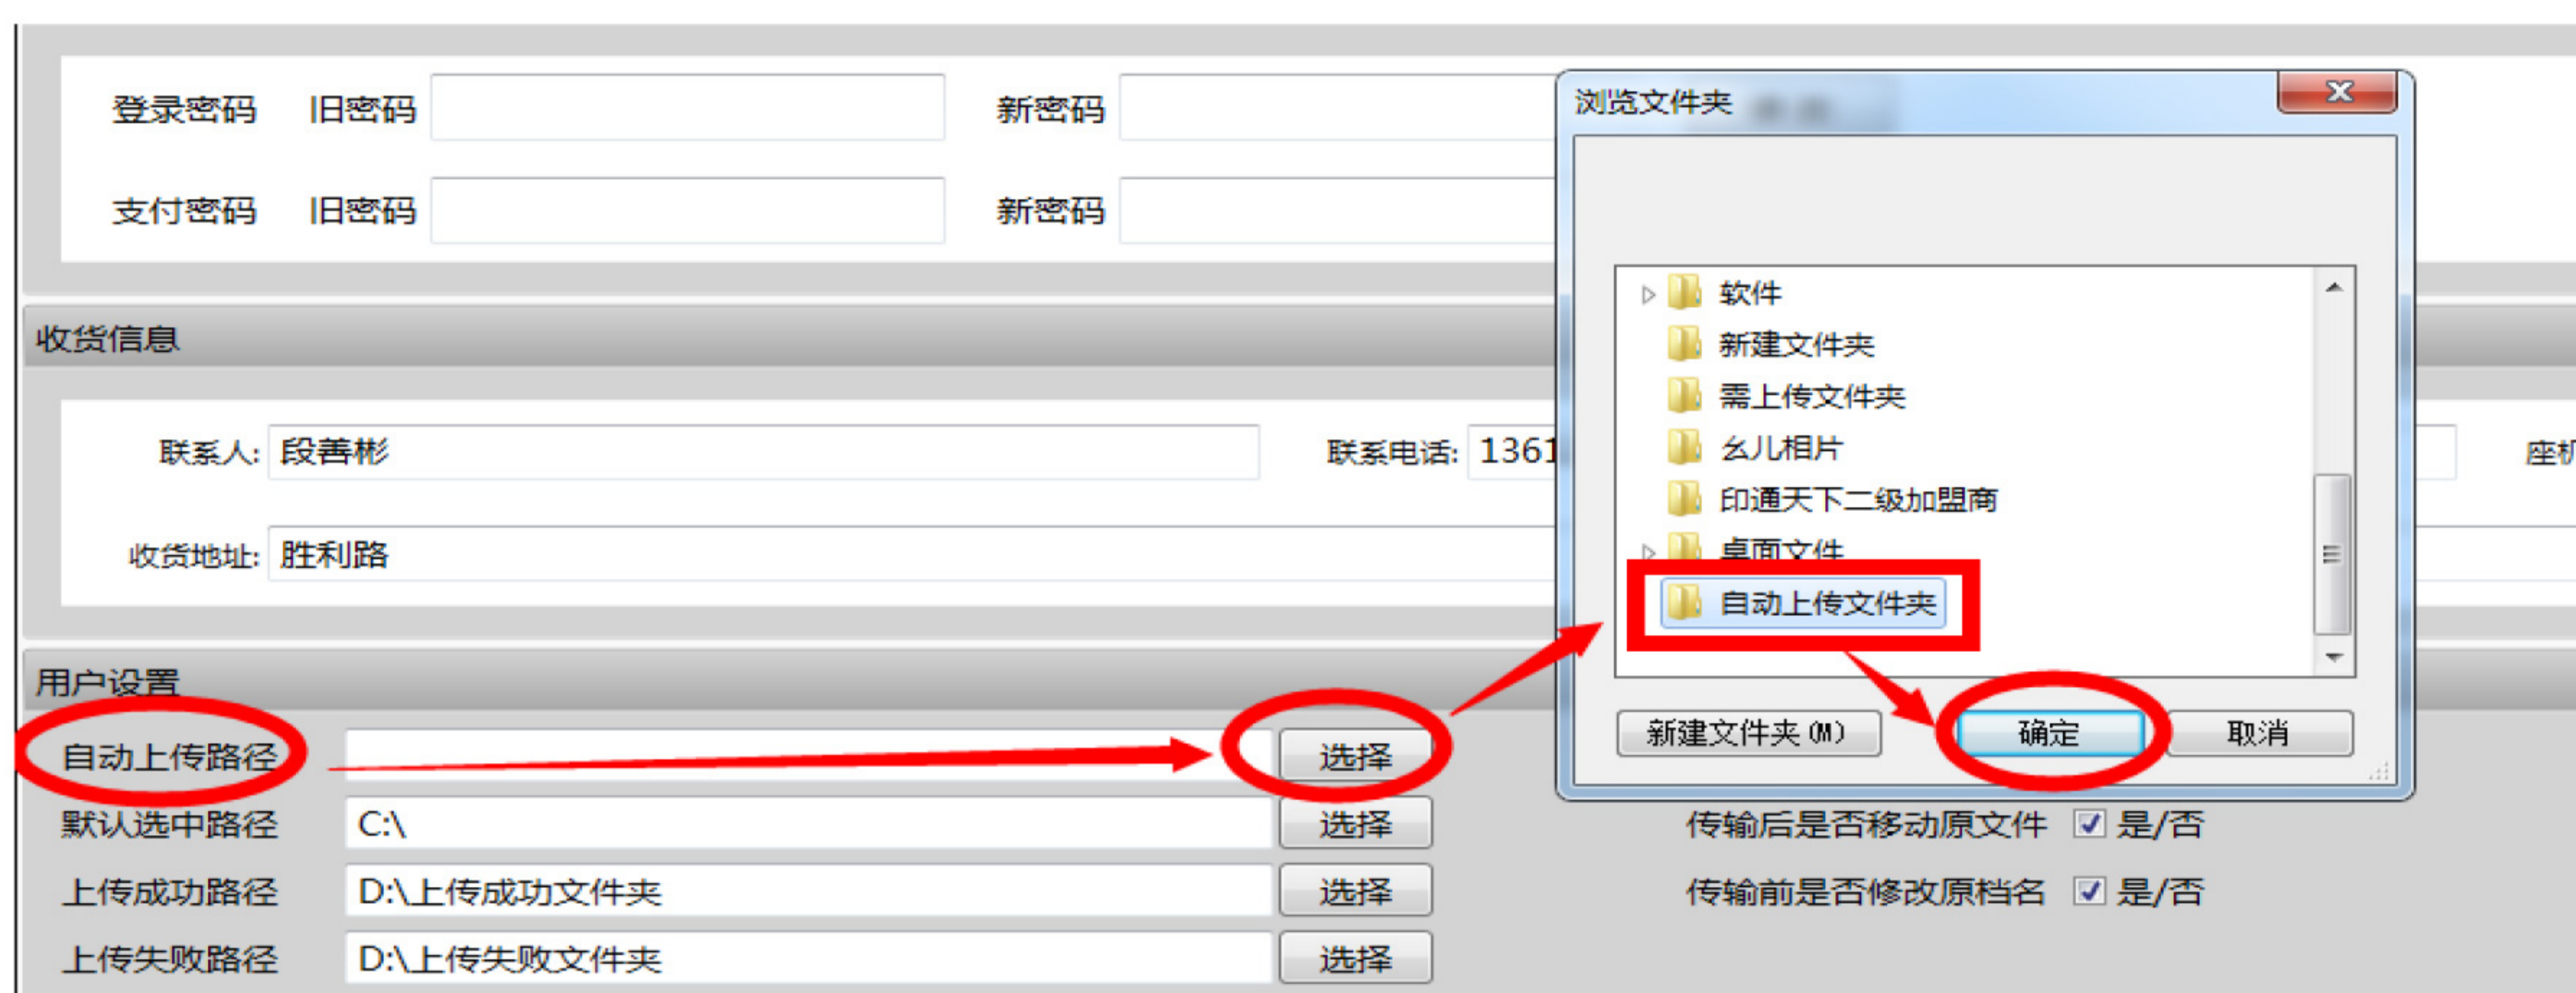 登录密码 旧密码 新密码
支付密码 旧密码 新密码
收货信息
联系人: 段善彬 联系电话: 1361 座机
收货地址: 胜利路
用户设置
自动上传路径 选择
默认选中路径 C:\ 选择 传输后是否移动原文件 是/否
上传成功路径 D:\上传成功文件夹 选择 传输前是否修改原档名 是/否
上传失败路径 D:\上传失败文件夹 选择
浏览文件夹
软件
新建文件夹
需上传文件夹
幺儿相片
印通天下二级加盟商
桌面文件
自动上传文件夹
新建文件夹(M) 确定 取消